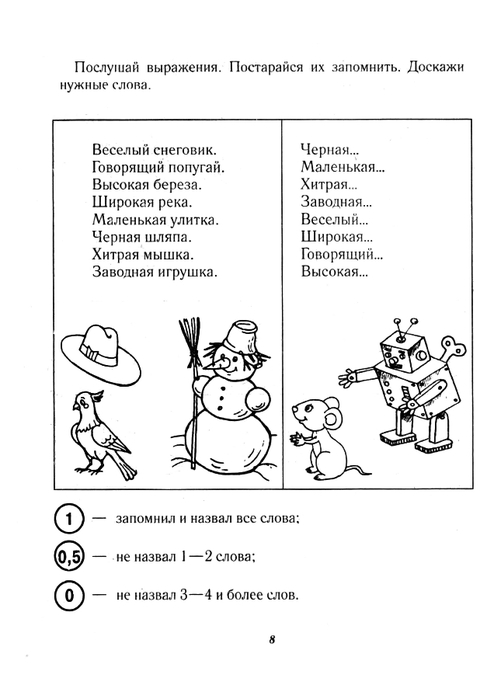 Послушай выражения. Постарайся их запомнить. Доскажи
нужные слова.
Веселый снеговик.
Говорящий попугай.
Высокая береза.
Широкая река.
Маленькая улитка.
Черная шляпа.
Хитрая мышка.
Заводная игрушка.
Черная...
Маленькая...
Хитрая...
Заводная...
Веселый...
Широкая...
Говорящий...
Высокая...
1 — запомнил и назвал все слова;
0,5 — не назвал 1—2 слова;
0 — не назвал 3—4 и более слов.
8